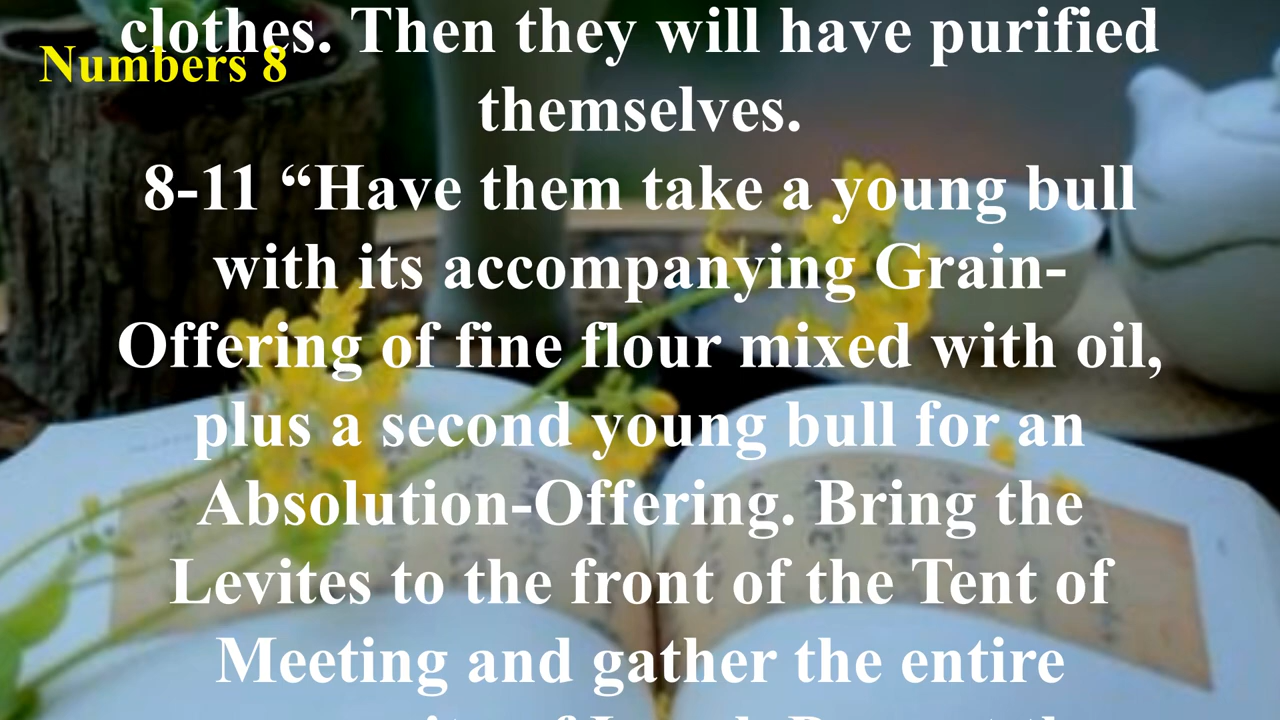 clothes. Then they will have purified
Numbers 8
themselves.
8-11 “Have them take a young bull
with its accompanying Grain-
Offering of fine flour mixed with oil,
plus a second young bull for an
Absolution-Offering. Bring the
Levites to the front of the Tent of
Meeting and gather the entire